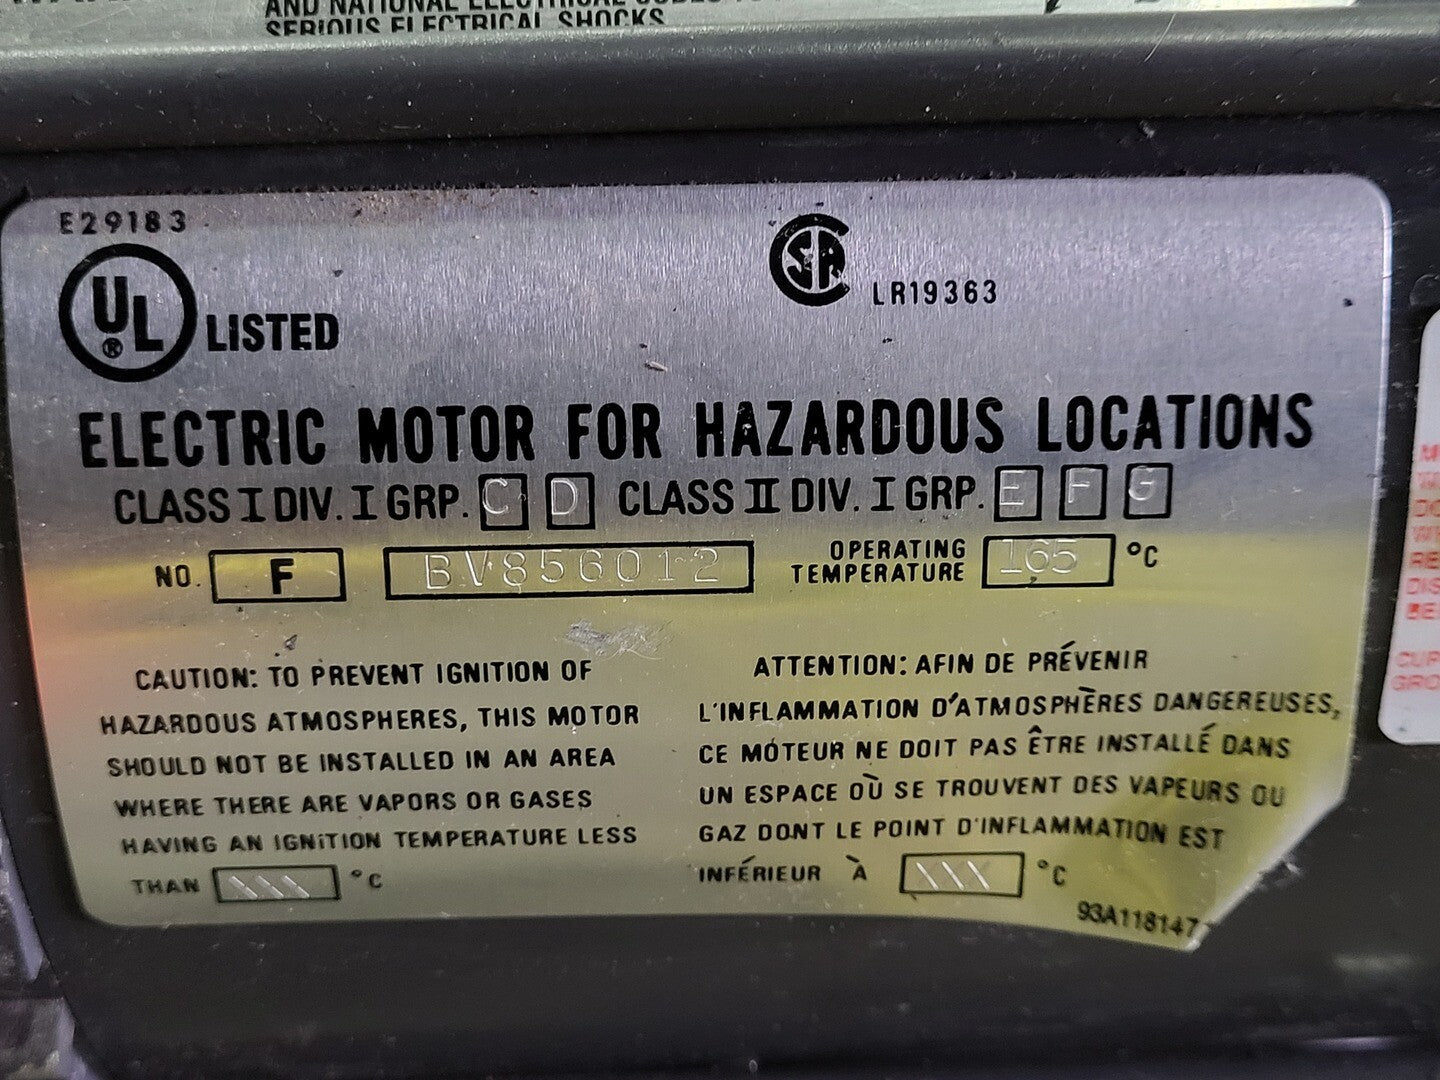 AND NATIONAL ELECTRICAL CODES TO
SERIOUS ELECTRICAL SHOCKS
E29183
UL® LISTED
SA LR19363
ELECTRIC MOTOR FOR HAZARDOUS LOCATIONS
CLASS I DIV. I GRP. C D CLASS II DIV. I GRP. E F G
NO. F BV856012 OPERATING TEMPERATURE 165 °C
CAUTION: TO PREVENT IGNITION OF
HAZARDOUS ATMOSPHERES, THIS MOTOR
SHOULD NOT BE INSTALLED IN AN AREA
WHERE THERE ARE VAPORS OR GASES
HAVING AN IGNITION TEMPERATURE LESS
THAN \\\ °C
ATTENTION: AFIN DE PRÉVENIR
L'INFLAMMATION D'ATMOSPHÈRES DANGEREUSES,
CE MOTEUR NE DOIT PAS ÊTRE INSTALLÉ DANS
UN ESPACE OÙ SE TROUVENT DES VAPEURS OU
GAZ DONT LE POINT D'INFLAMMATION EST
INFÉRIEUR À \\\ °C
93A118147